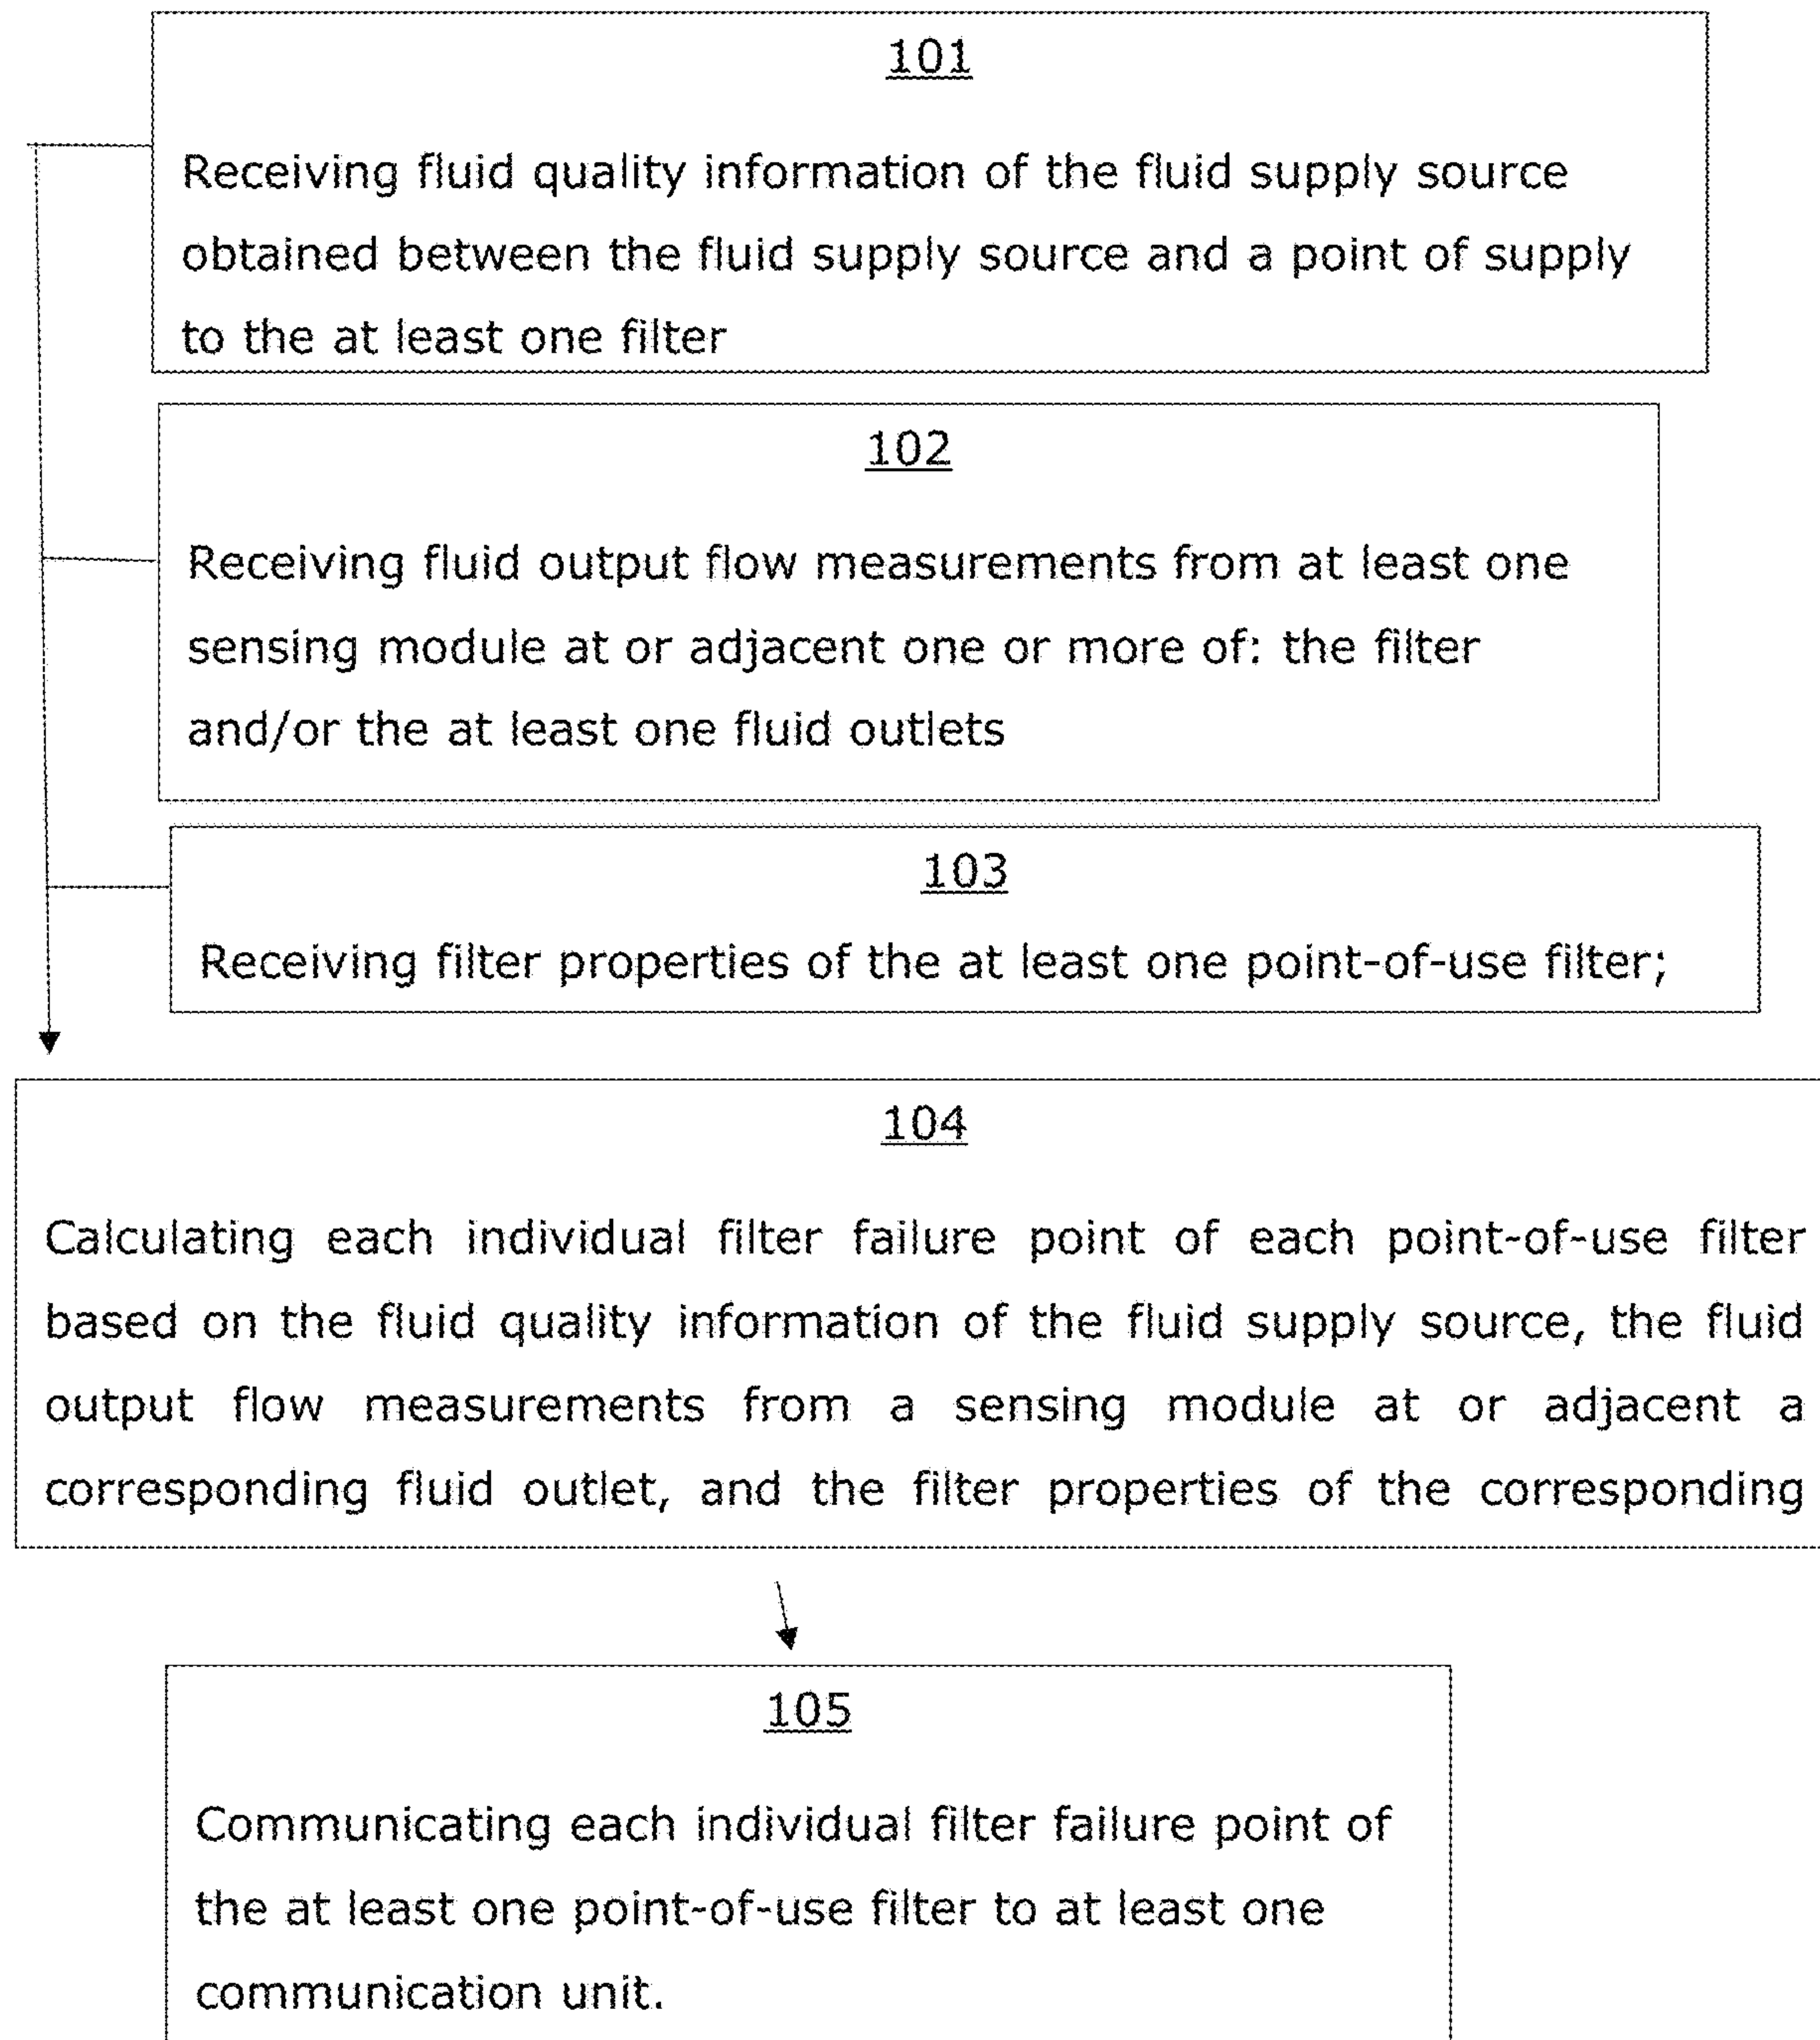 101
Receiving fluid quality information of the fluid supply source
obtained between the fluid supply source and a point of supply
to the at least one filter
102
Receiving fluid output flow measurements from at least one
sensing module at or adjacent one or more of: the filter
and/or the at least one fluid outlets
103
Receiving filter properties of the at least one point-of-use filter;
104
Calculating each individual filter failure point of each point-of-use filter
based on the fluid quality information of the fluid supply source, the fluid
output flow measurements from a sensing module at or adjacent a
corresponding fluid outlet, and the filter properties of the corresponding
105
Communicating each individual filter failure point of
the at least one point-of-use filter to at least one
communication unit.